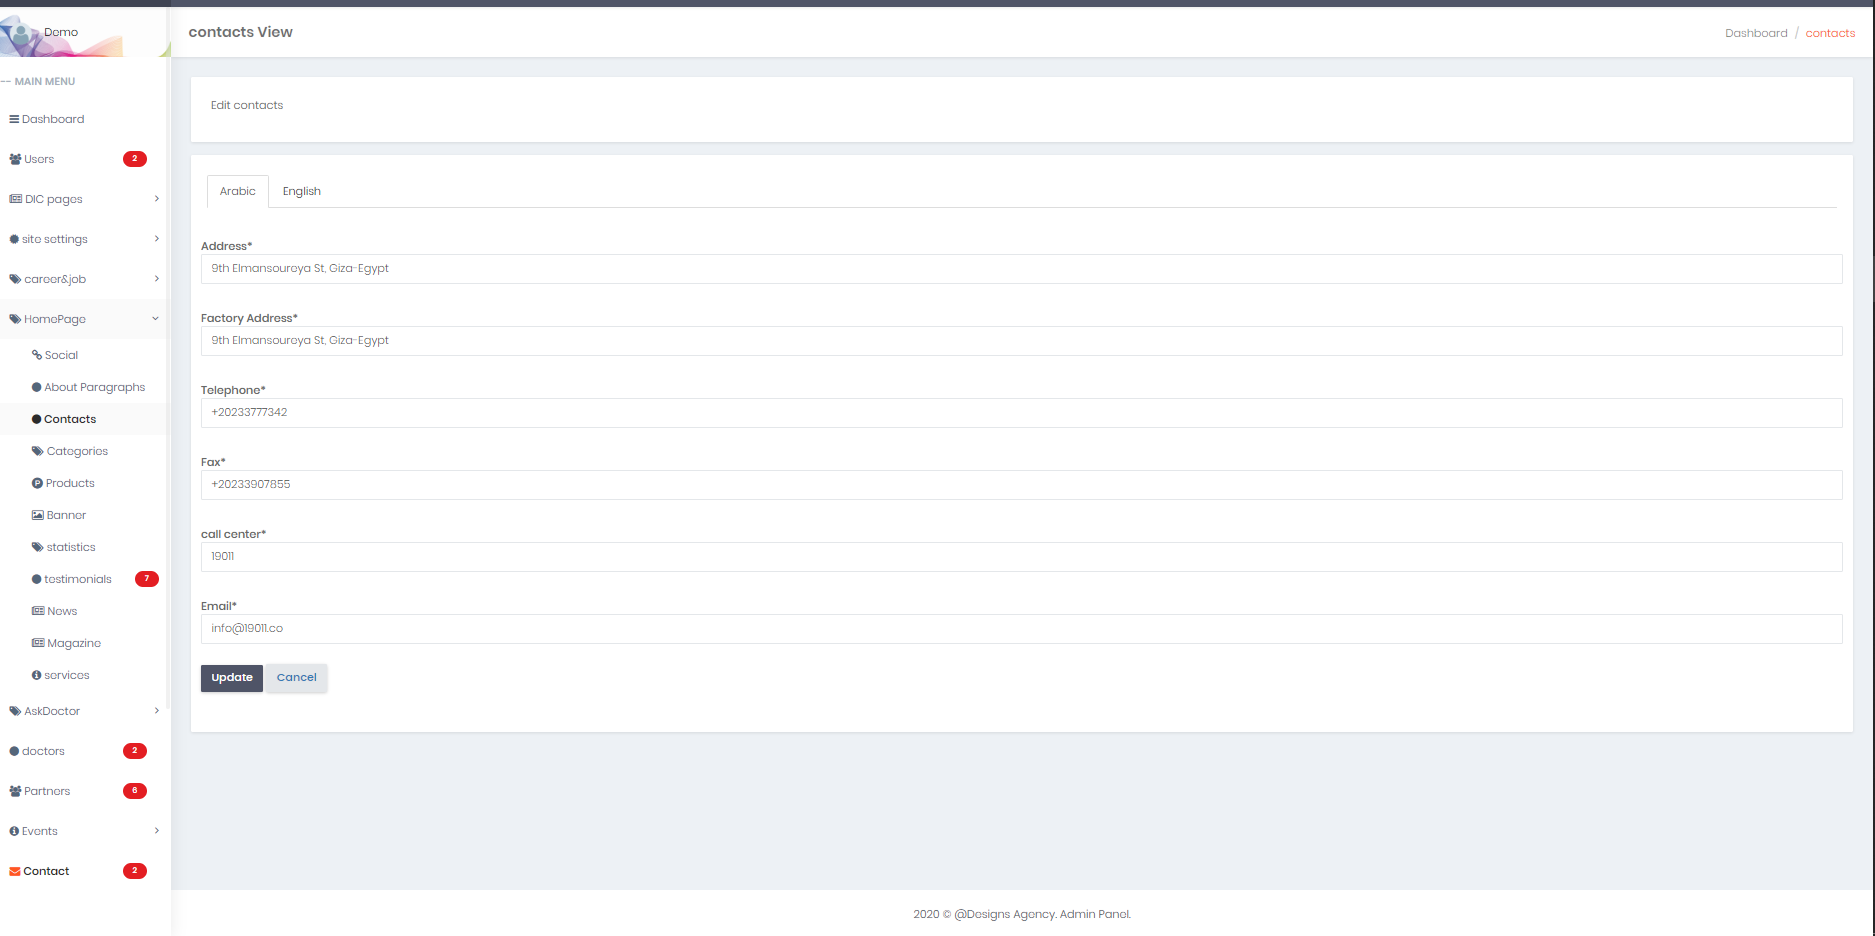 Demo
contacts View
Dashboard / contacts
-- MAIN MENU
Dashboard
Users 2
DIC pages
site settings
career&job
HomePage
Social
About Paragraphs
Contacts
Categories
Products
Banner
statistics
testimonials 7
News
Magazine
services
AskDoctor
doctors 2
Partners 6
Events
Contact 2
Edit contacts
Arabic English
Address*
9th Elmansoureya St, Giza-Egypt
Factory Address*
9th Elmansoureya St, Giza-Egypt
Telephone*
+20233777342
Fax*
+20233907855
call center*
19011
Email*
info@19011.co
Update Cancel
2020 © @Designs Agency. Admin Panel.